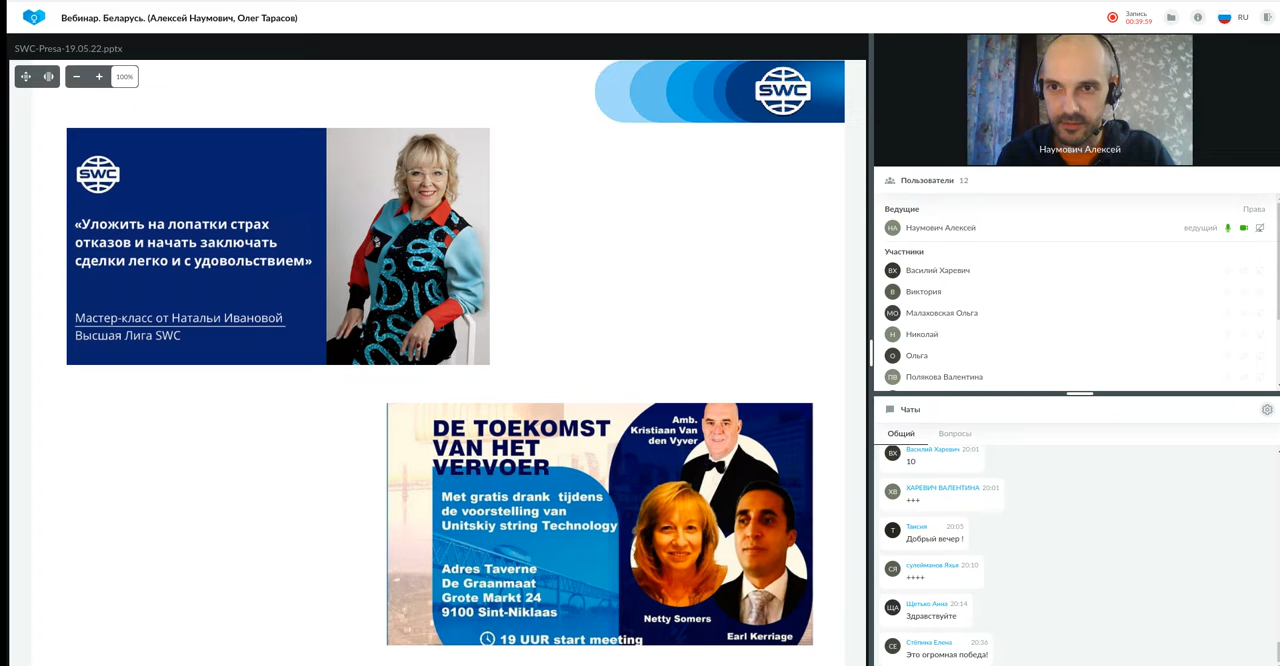 Вебинар. Беларусь. (Алексей Наумович, Олег Тарасов)
Запись
00:39:59
RU
SWC-Presa-19.05.22.pptx
100%
SWC
SWC
«Уложить на лопатки страх
отказов и начать заключать
сделки легко и с удовольствием»
Мастер-класс от Натальи Ивановой
Высшая Лига SWC
DE TOEKOMST
VAN HET
VERVOER
Met gratis drank tijdens
de voorstelling van
Unitskiy string Technology
Adres Taverne
De Graanmaat
Grote Markt 24
9100 Sint-Niklaas
19 UUR start meeting
Amb.
Kristiaan Van
den Vyver
Netty Somers
Earl Kerriage
Наумович Алексей
Пользователи 12
Ведущие Права
НА Наумович Алексей ведущий
Участники
ВХ Василий Харевич
В Виктория
МО Малаховская Ольга
Н Николай
О Ольга
ПВ Полякова Валентина
Чаты
Общий Вопросы
ВХ Василий Харевич 20:01
10
ХВ ХАРЕВИЧ ВАЛЕНТИНА 20:01
+++
Т Таисия 20:05
Добрый вечер !
СЯ сулейманов Яхья 20:10
++++
ЩА Щетько Анна 20:14
Здравствуйте
СЕ Стёпина Елена 20:36
Это огромная победа!